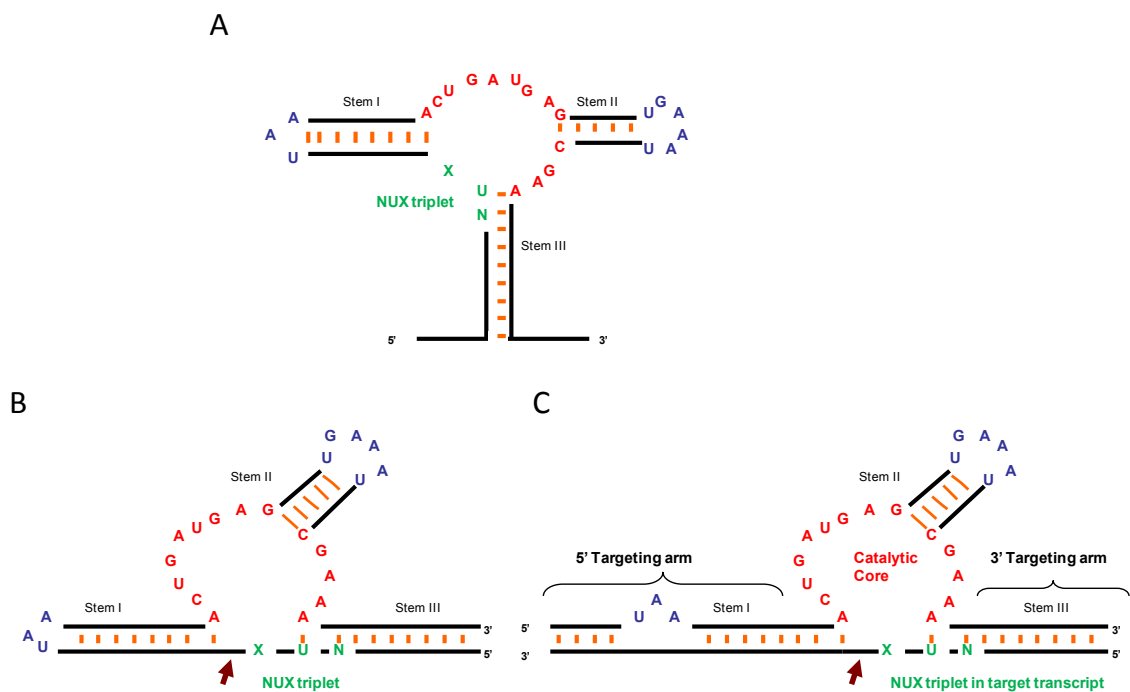 A
Stem I
A C U G A U G A G
Stem II
U G A A A U
A A U
C G A A
X
U
N
NUX triplet
Stem III
5'
3'
B
U G A A A U
Stem II
A C U G A U G A G
C G A A A
A A U
Stem I
Stem III
3'
X U N
5'
NUX triplet
C
U G A A A U
Stem II
A C U G A U G A G
C G A A A
Catalytic
Core
5' Targeting arm
3' Targeting arm
U A A
Stem I
Stem III
5'
3'
3'
X U N
5'
NUX triplet in target transcript